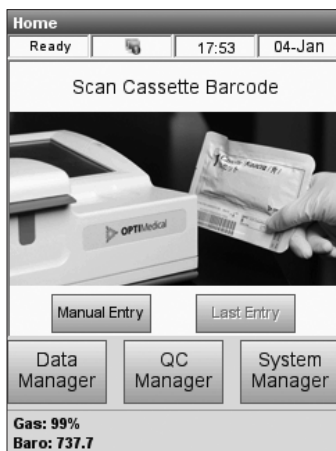 Home
Ready 17:53 04-Jan
Scan Cassette Barcode
OPTIMedical
Manual Entry Last Entry
Data Manager
QC Manager
System Manager
Gas: 99%
Baro: 737.7